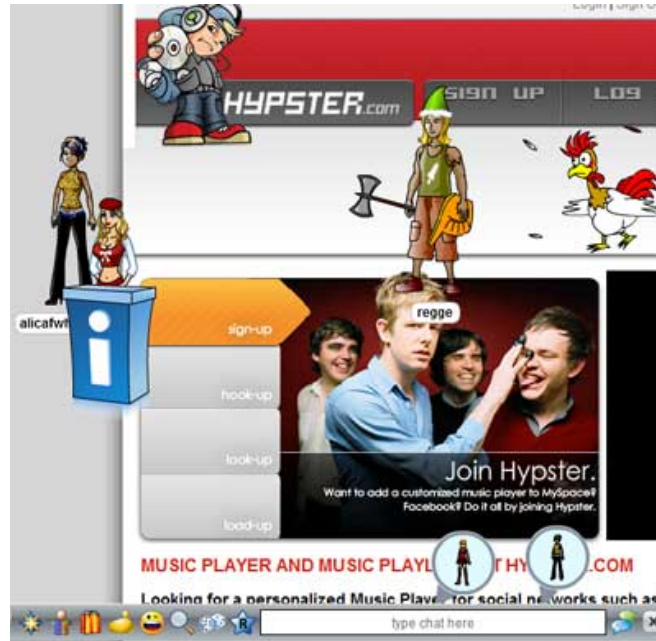 Login | Sign
HYPSTER.com
SIGN UP
LOG
alicafw
regge
i
sign-up
hook-up
look-up
load-up
Join Hypster.
Want to add a customized music player to MySpace?
Facebook? Do it all by joining Hypster.
MUSIC PLAYER AND MUSIC PLAYL T HY .COM
Looking for a personalized Music Player for social networks such as
R
type chat here